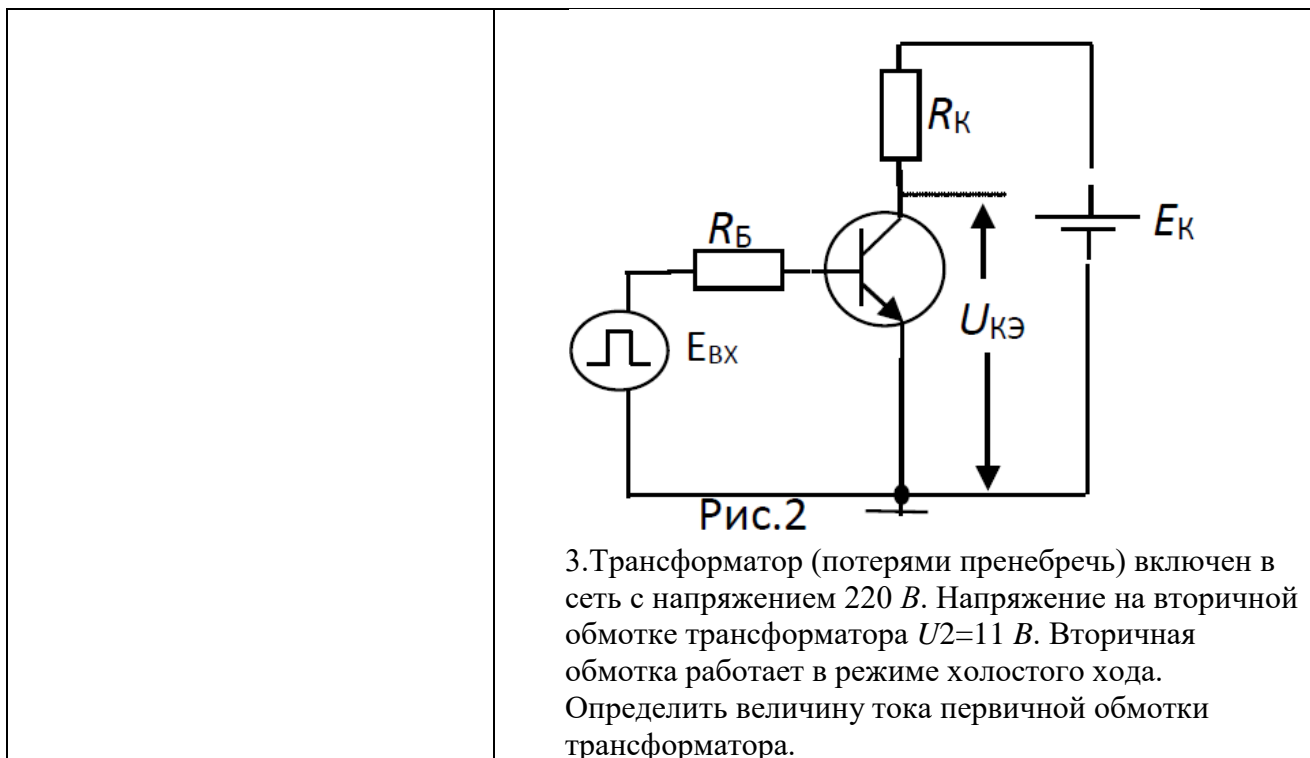 RК
RБ
EК
UКЭ
EВХ
Рис.2
3.Трансформатор (потерями пренебречь) включен в
сеть с напряжением 220 В. Напряжение на вторичной
обмотке трансформатора U2=11 В. Вторичная
обмотка работает в режиме холостого хода.
Определить величину тока первичной обмотки
трансформатора.